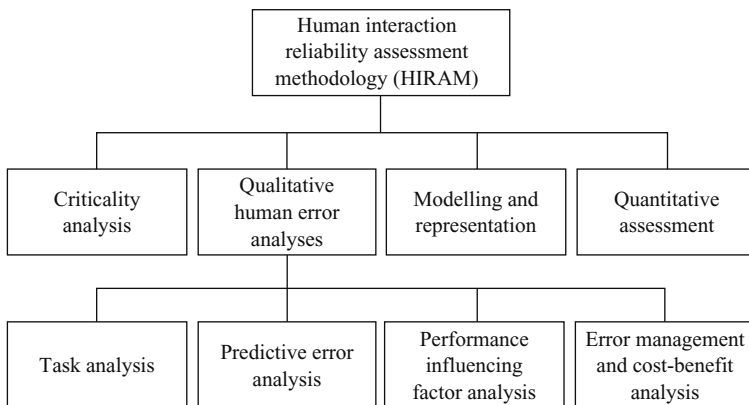 Human interaction
reliability assessment
methodology (HIRAM)
Criticality
analysis
Qualitative
human error
analyses
Modelling and
representation
Quantitative
assessment
Task analysis
Predictive error
analysis
Performance
influencing
factor analysis
Error management
and cost-benefit
analysis